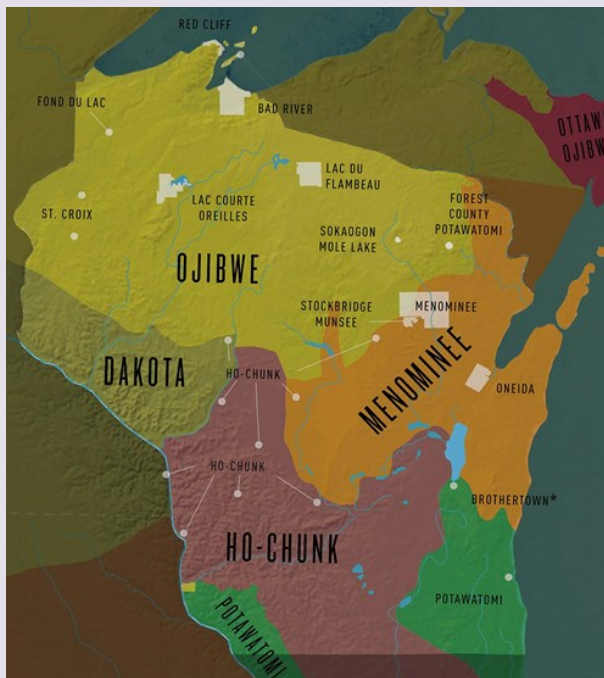 RED CLIFF
FOND DU LAC
BAD RIVER
OTTAW
OJIBW
LAC DU
FLAMBEAU
LAC COURTE
OREILLES
ST. CROIX
FOREST
COUNTY
POTAWATOMI
SOKAOGON
MOLE LAKE
OJIBWE
STOCKBRIDGE
MUNSEE
MENOMINEE
DAKOTA
HO-CHUNK
MENOMINEE
ONEIDA
HO-CHUNK
BROTHERTOWN*
HO-CHUNK
POTAWATOMI
POTAWATOMI